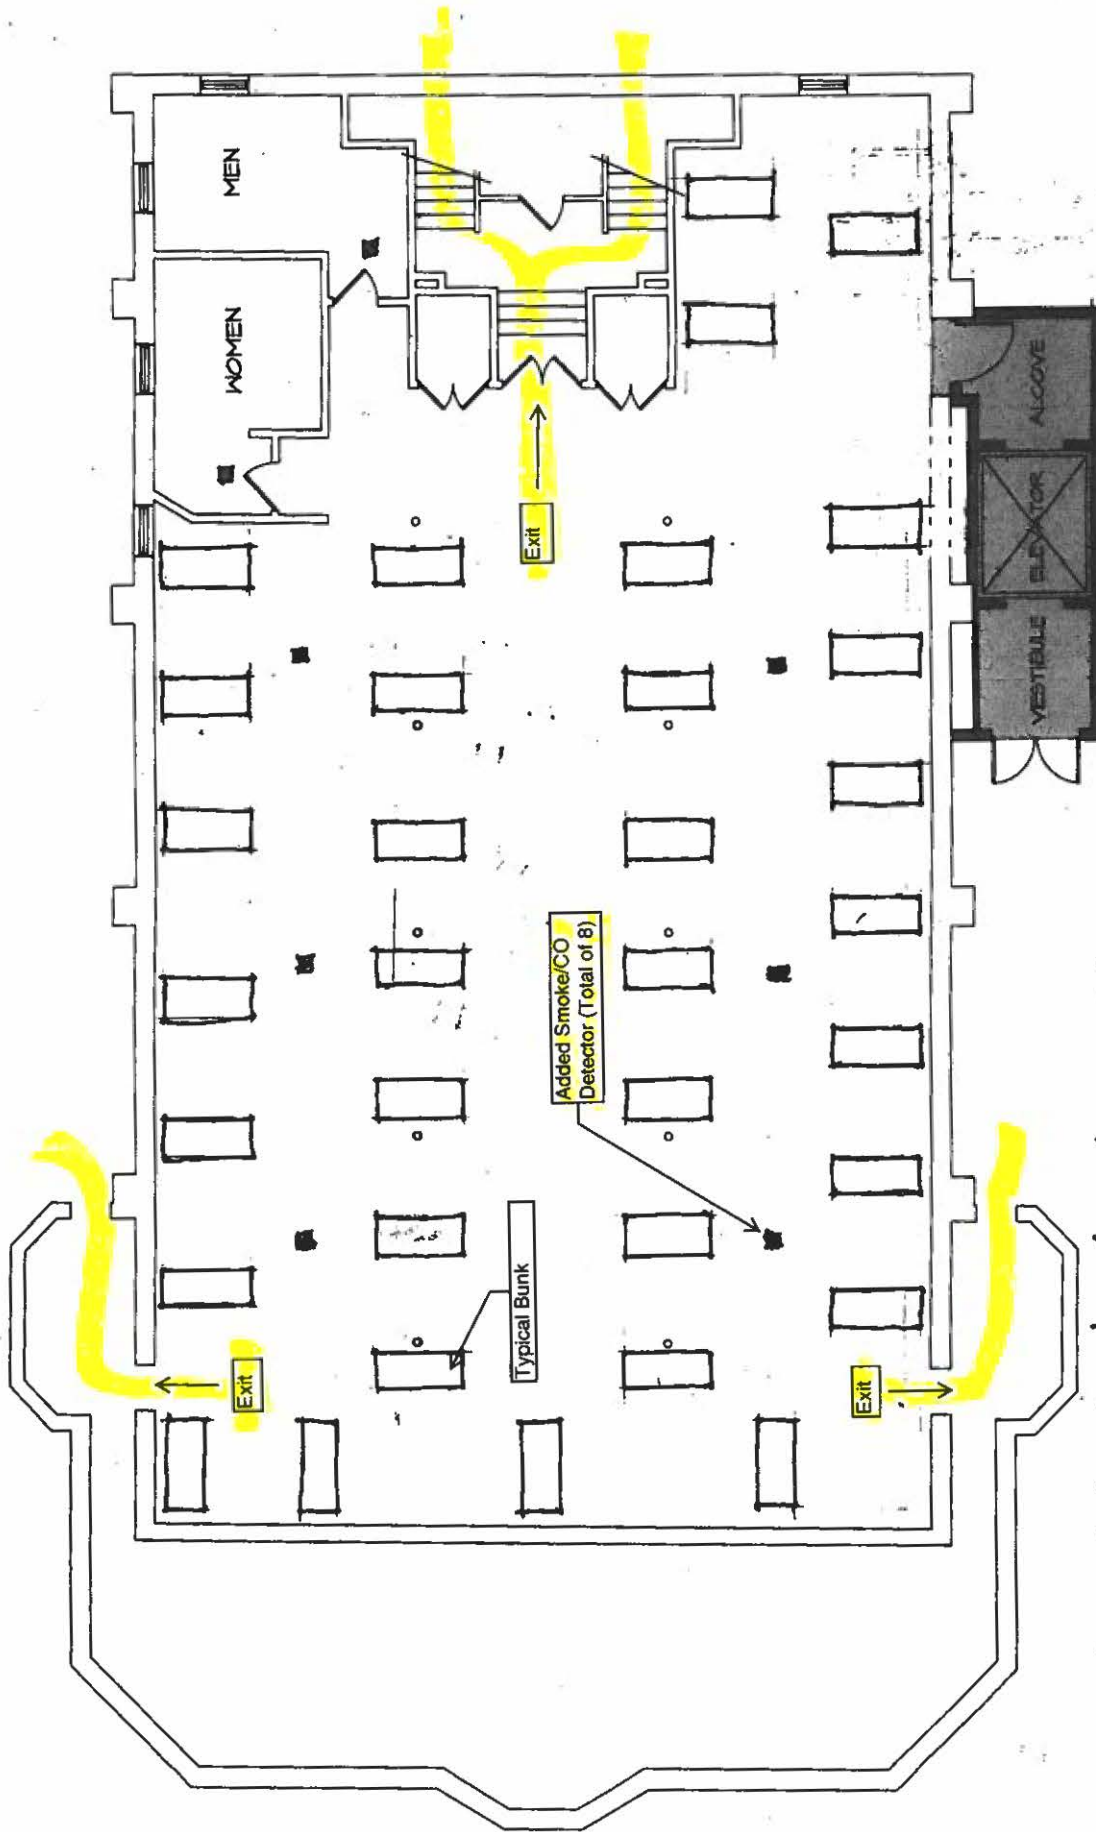 MEN
WOMEN
Exit
Exit
Exit
ALCOVE
ELEVATOR
VESTIBULE
Added Smoke/CO
Detector (Total of 8)
Typical Bunk